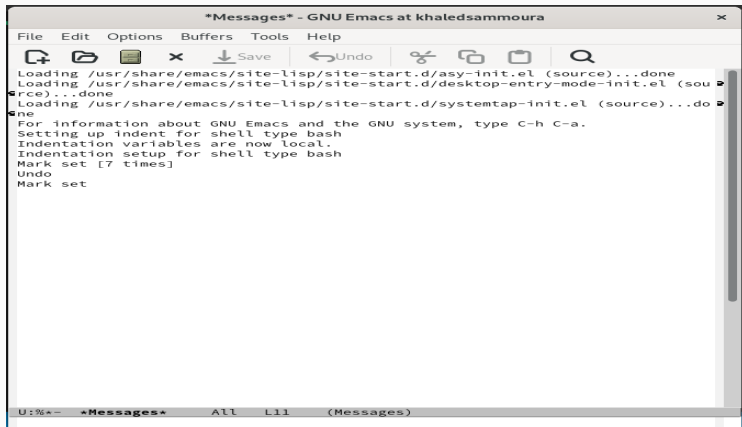 *Messages* - GNU Emacs at khaledsammoura
File Edit Options Buffers Tools Help
Save Undo
Loading /usr/share/emacs/site-lisp/site-start.d/asy-init.el (source)...done
Loading /usr/share/emacs/site-lisp/site-start.d/desktop-entry-mode-init.el (sou
rce)...done
Loading /usr/share/emacs/site-lisp/site-start.d/systemtap-init.el (source)...do
ne
For information about GNU Emacs and the GNU system, type C-h C-a.
Setting up indent for shell type bash
Indentation variables are now local.
Indentation setup for shell type bash
Mark set [7 times]
Undo
Mark set
U:%*- *Messages* All L11 (Messages)